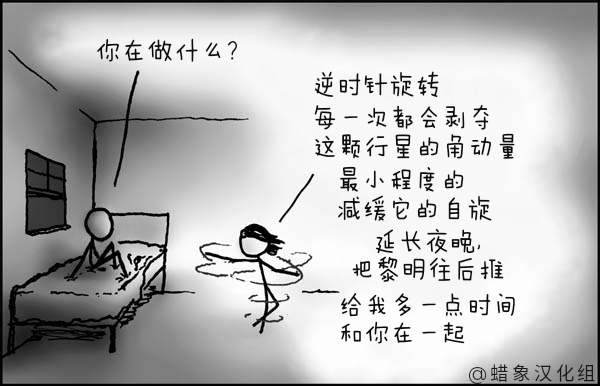 你在做什么?
逆时针旋转
每一次都会剥夺
这颗行星的角动量
最小程度的
减缓它的自旋
延长夜晚,
把黎明往后推
给我多一点时间
和你在一起
@蜡象汉化组